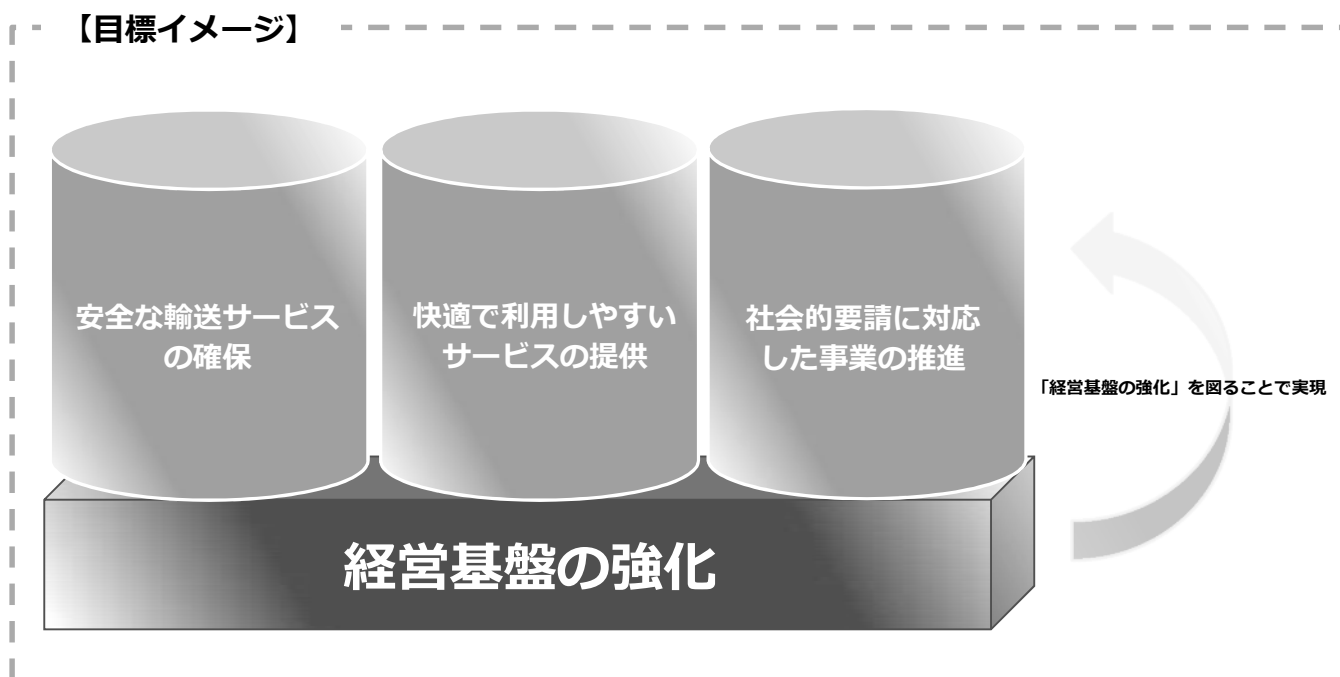 【目標イメージ】
安全な輸送サービス
の確保
快適で利用しやすい
サービスの提供
社会的要請に対応
した事業の推進
「経営基盤の強化」を図ることで実現
経営基盤の強化